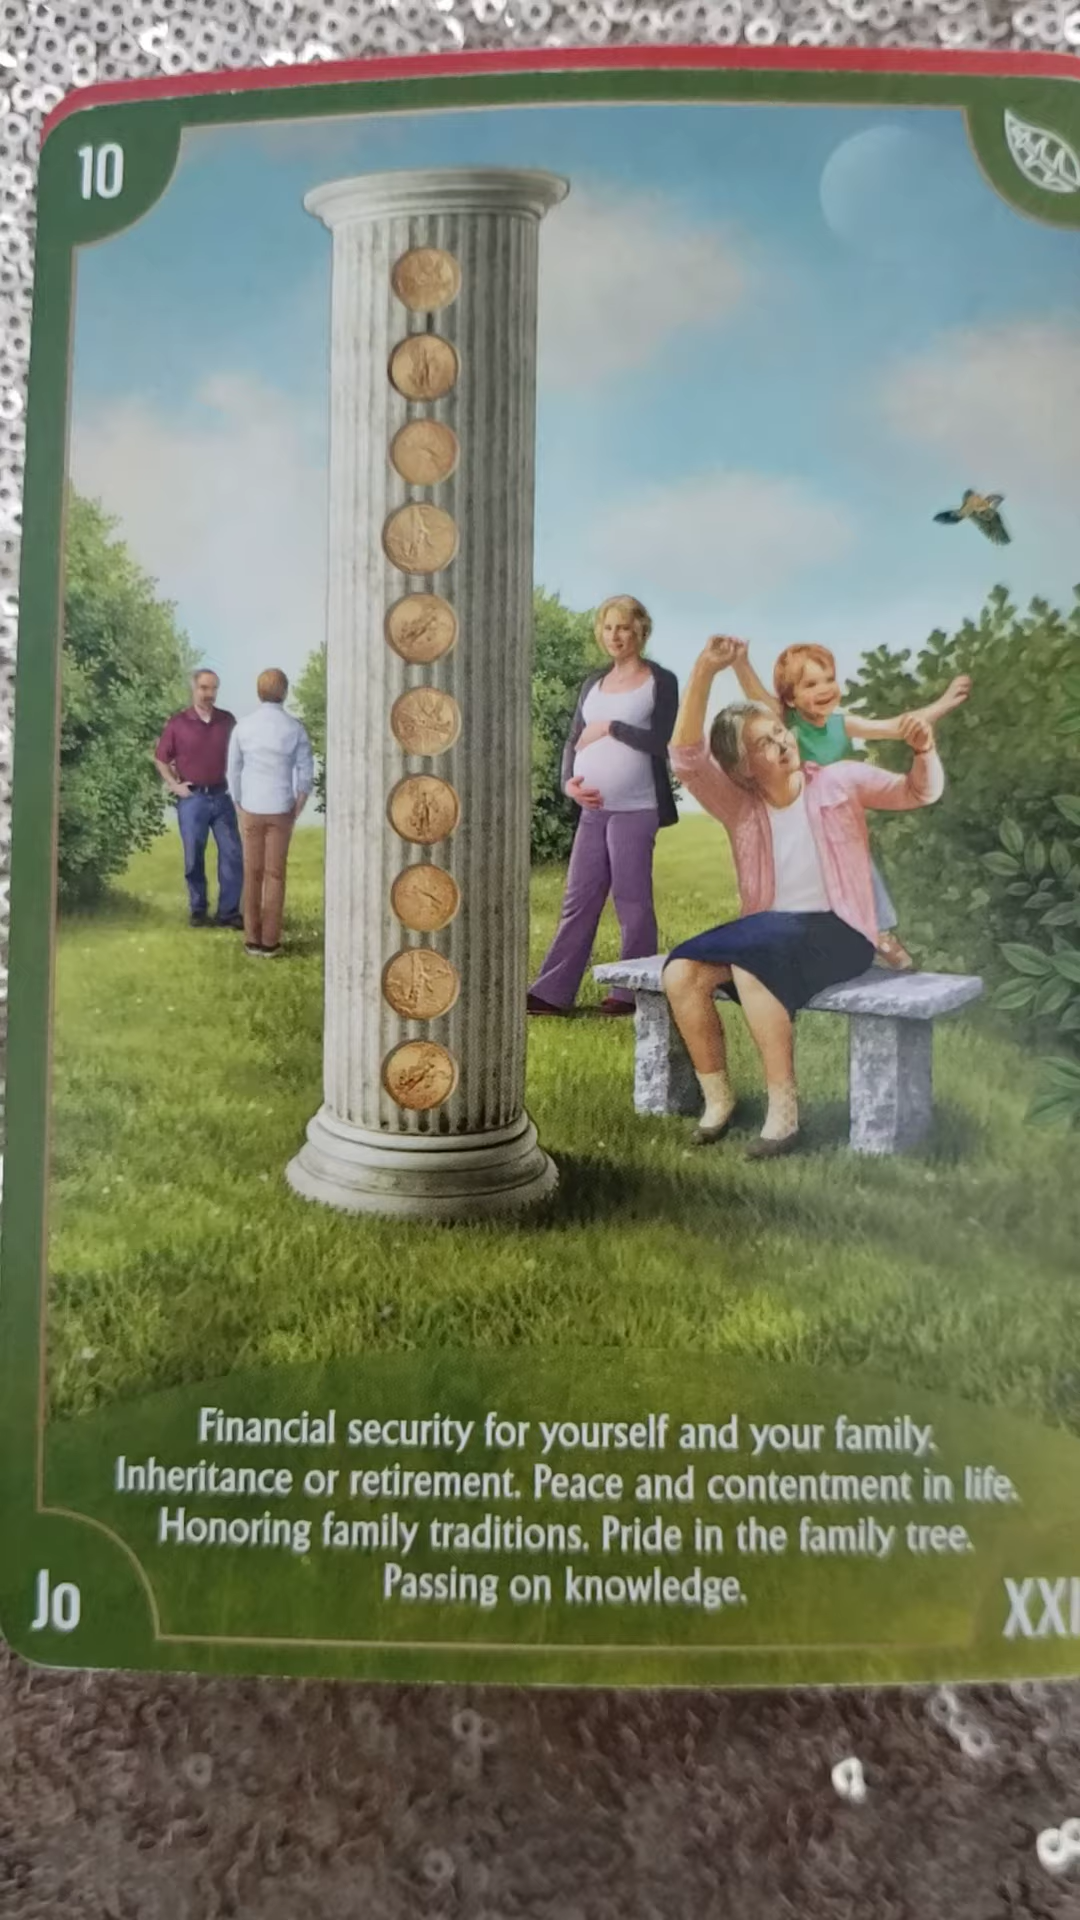 10
Financial security for yourself and your family.
Inheritance or retirement. Peace and contentment in life.
Honoring family traditions. Pride in the family tree.
Passing on knowledge.
Jo